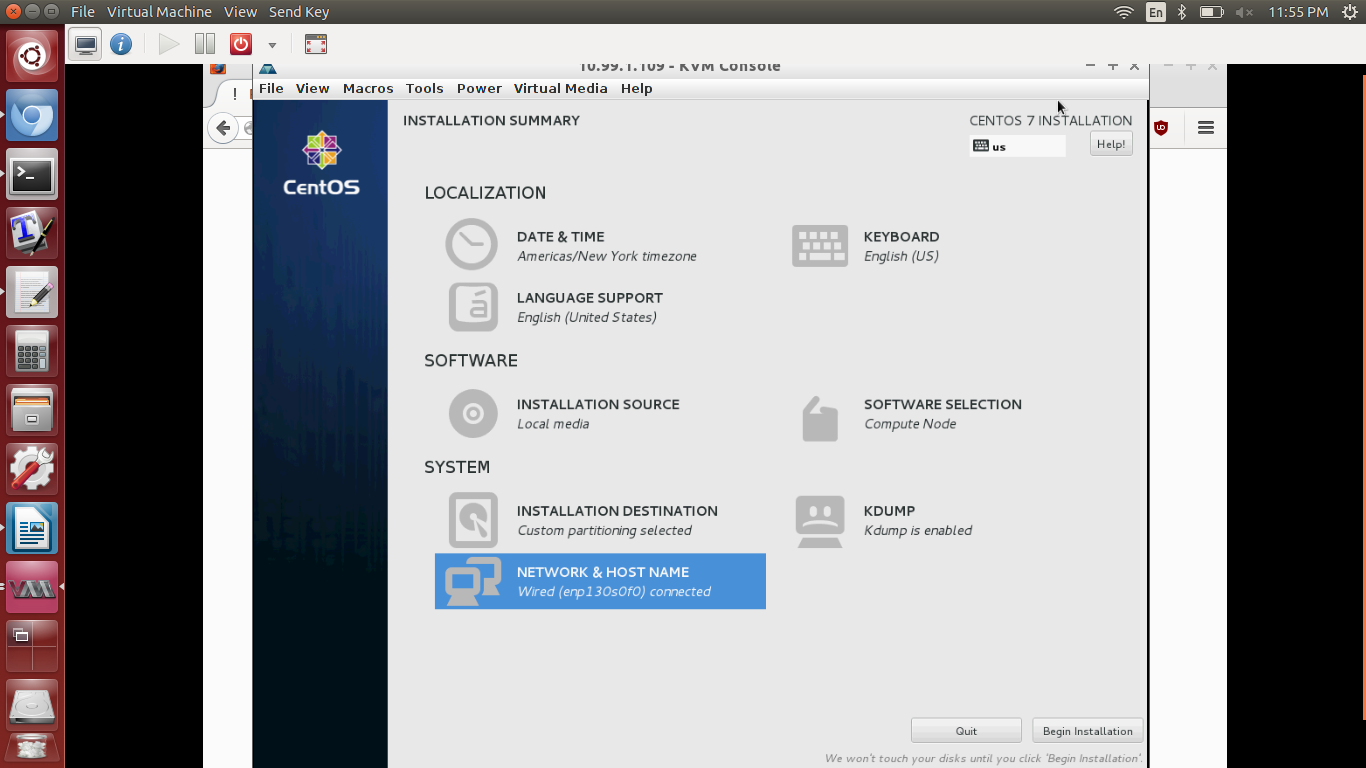 File Virtual Machine View Send Key
En 11:55 PM
10.99.1.109 - KVM Console
File View Macros Tools Power Virtual Media Help
INSTALLATION SUMMARY
CENTOS 7 INSTALLATION
us
Help!
CentOS
LOCALIZATION
DATE & TIME
Americas/New York timezone
KEYBOARD
English (US)
LANGUAGE SUPPORT
English (United States)
SOFTWARE
INSTALLATION SOURCE
Local media
SOFTWARE SELECTION
Compute Node
SYSTEM
INSTALLATION DESTINATION
Custom partitioning selected
KDUMP
Kdump is enabled
NETWORK & HOST NAME
Wired (enp130s0f0) connected
Quit
Begin Installation
We won't touch your disks until you click 'Begin Installation'.